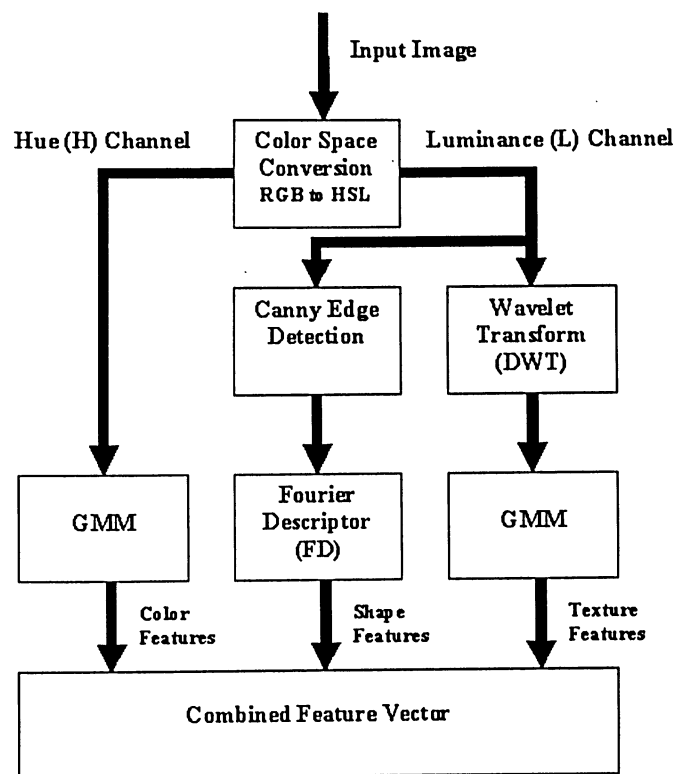 Input Image
Hue (H) Channel
Color Space
Conversion
RGB to HSL
Luminance (L) Channel
Canny Edge
Detection
Wavelet
Transform
(DWT)
GMM
Fourier
Descriptor
(FD)
GMM
Color
Features
Shape
Features
Texture
Features
Combined Feature Vector